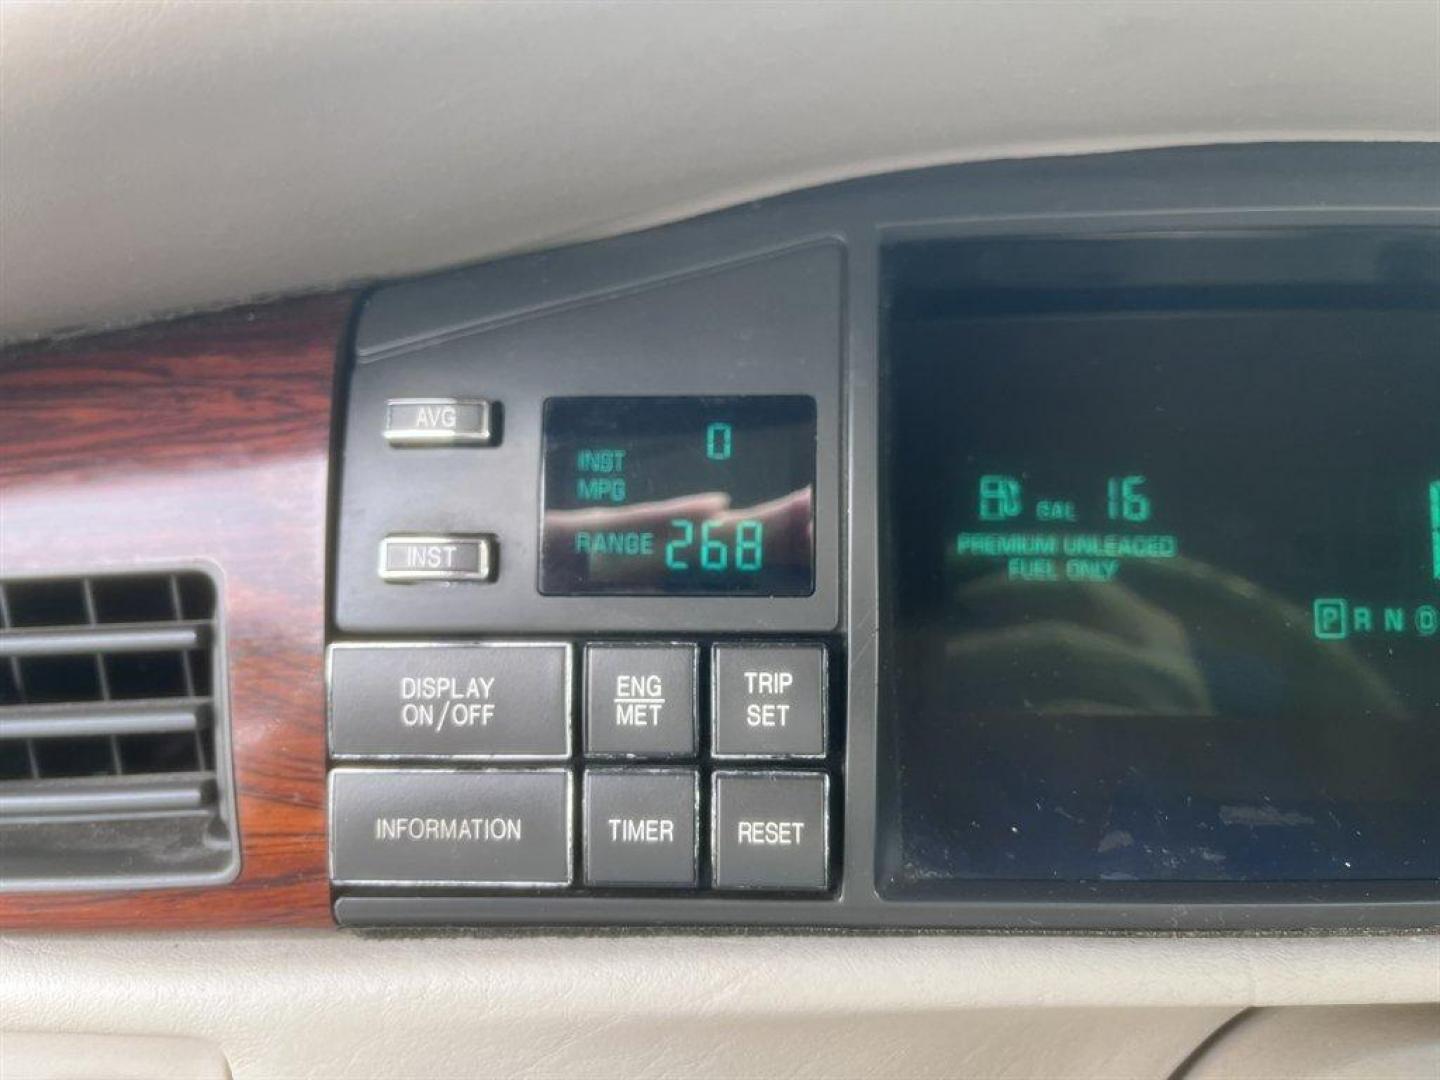 AVG
INST
0
INST
MPG
RANGE 268
DISPLAY
ON/OFF
ENG
MET
TRIP
SET
INFORMATION
TIMER
RESET
GAL 16
PREMIUM UNLEADED
FUEL ONLY
P R N D